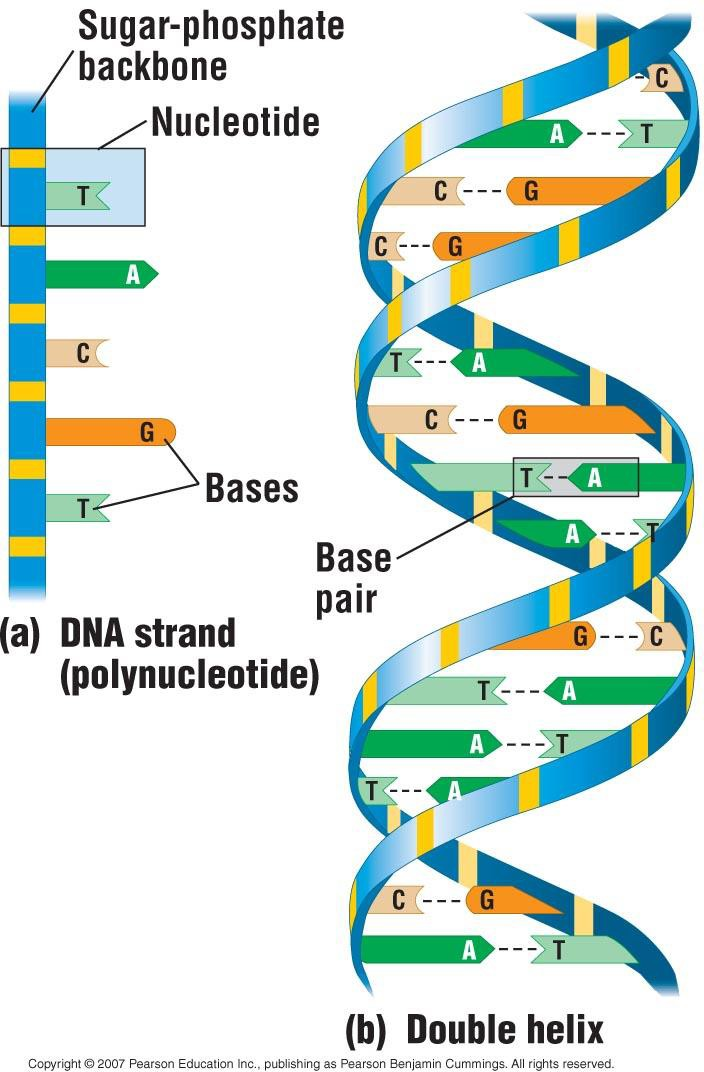 Sugar-phosphate
backbone
Nucleotide
T
A
C
G
T
Bases
(a) DNA strand
(polynucleotide)
C
A T
C G
C G
T A
C G
T A
A T
Base
pair
G C
T A
A T
T A
C G
A T
(b) Double helix
Copyright © 2007 Pearson Education Inc., publishing as Pearson Benjamin Cummings. All rights reserved.